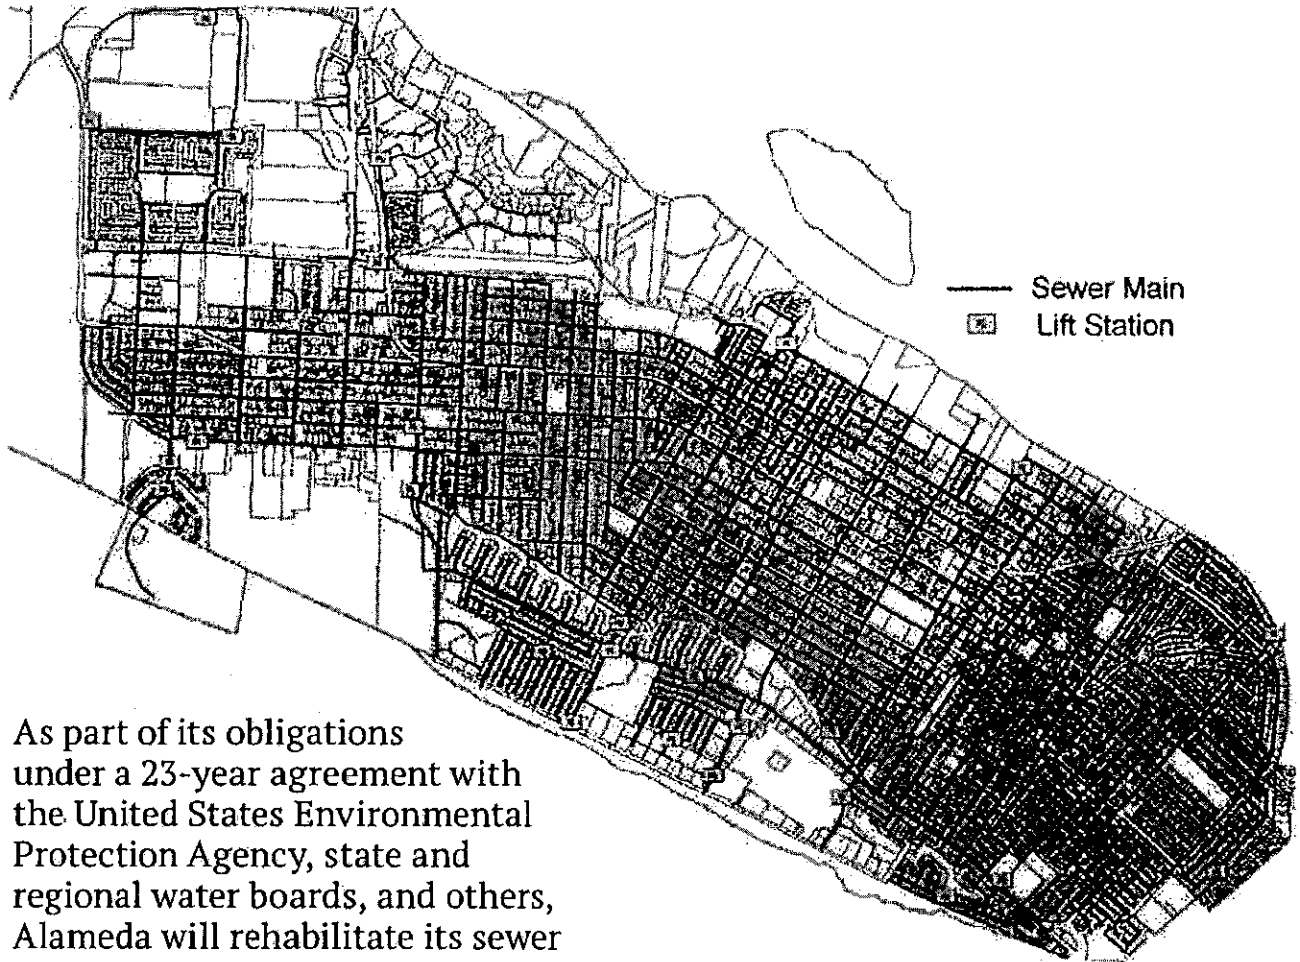 Sewer Main
Lift Station
As part of its obligations
under a 23-year agreement with
the United States Environmental
Protection Agency, state and
regional water boards, and others,
Alameda will rehabilitate its sewer